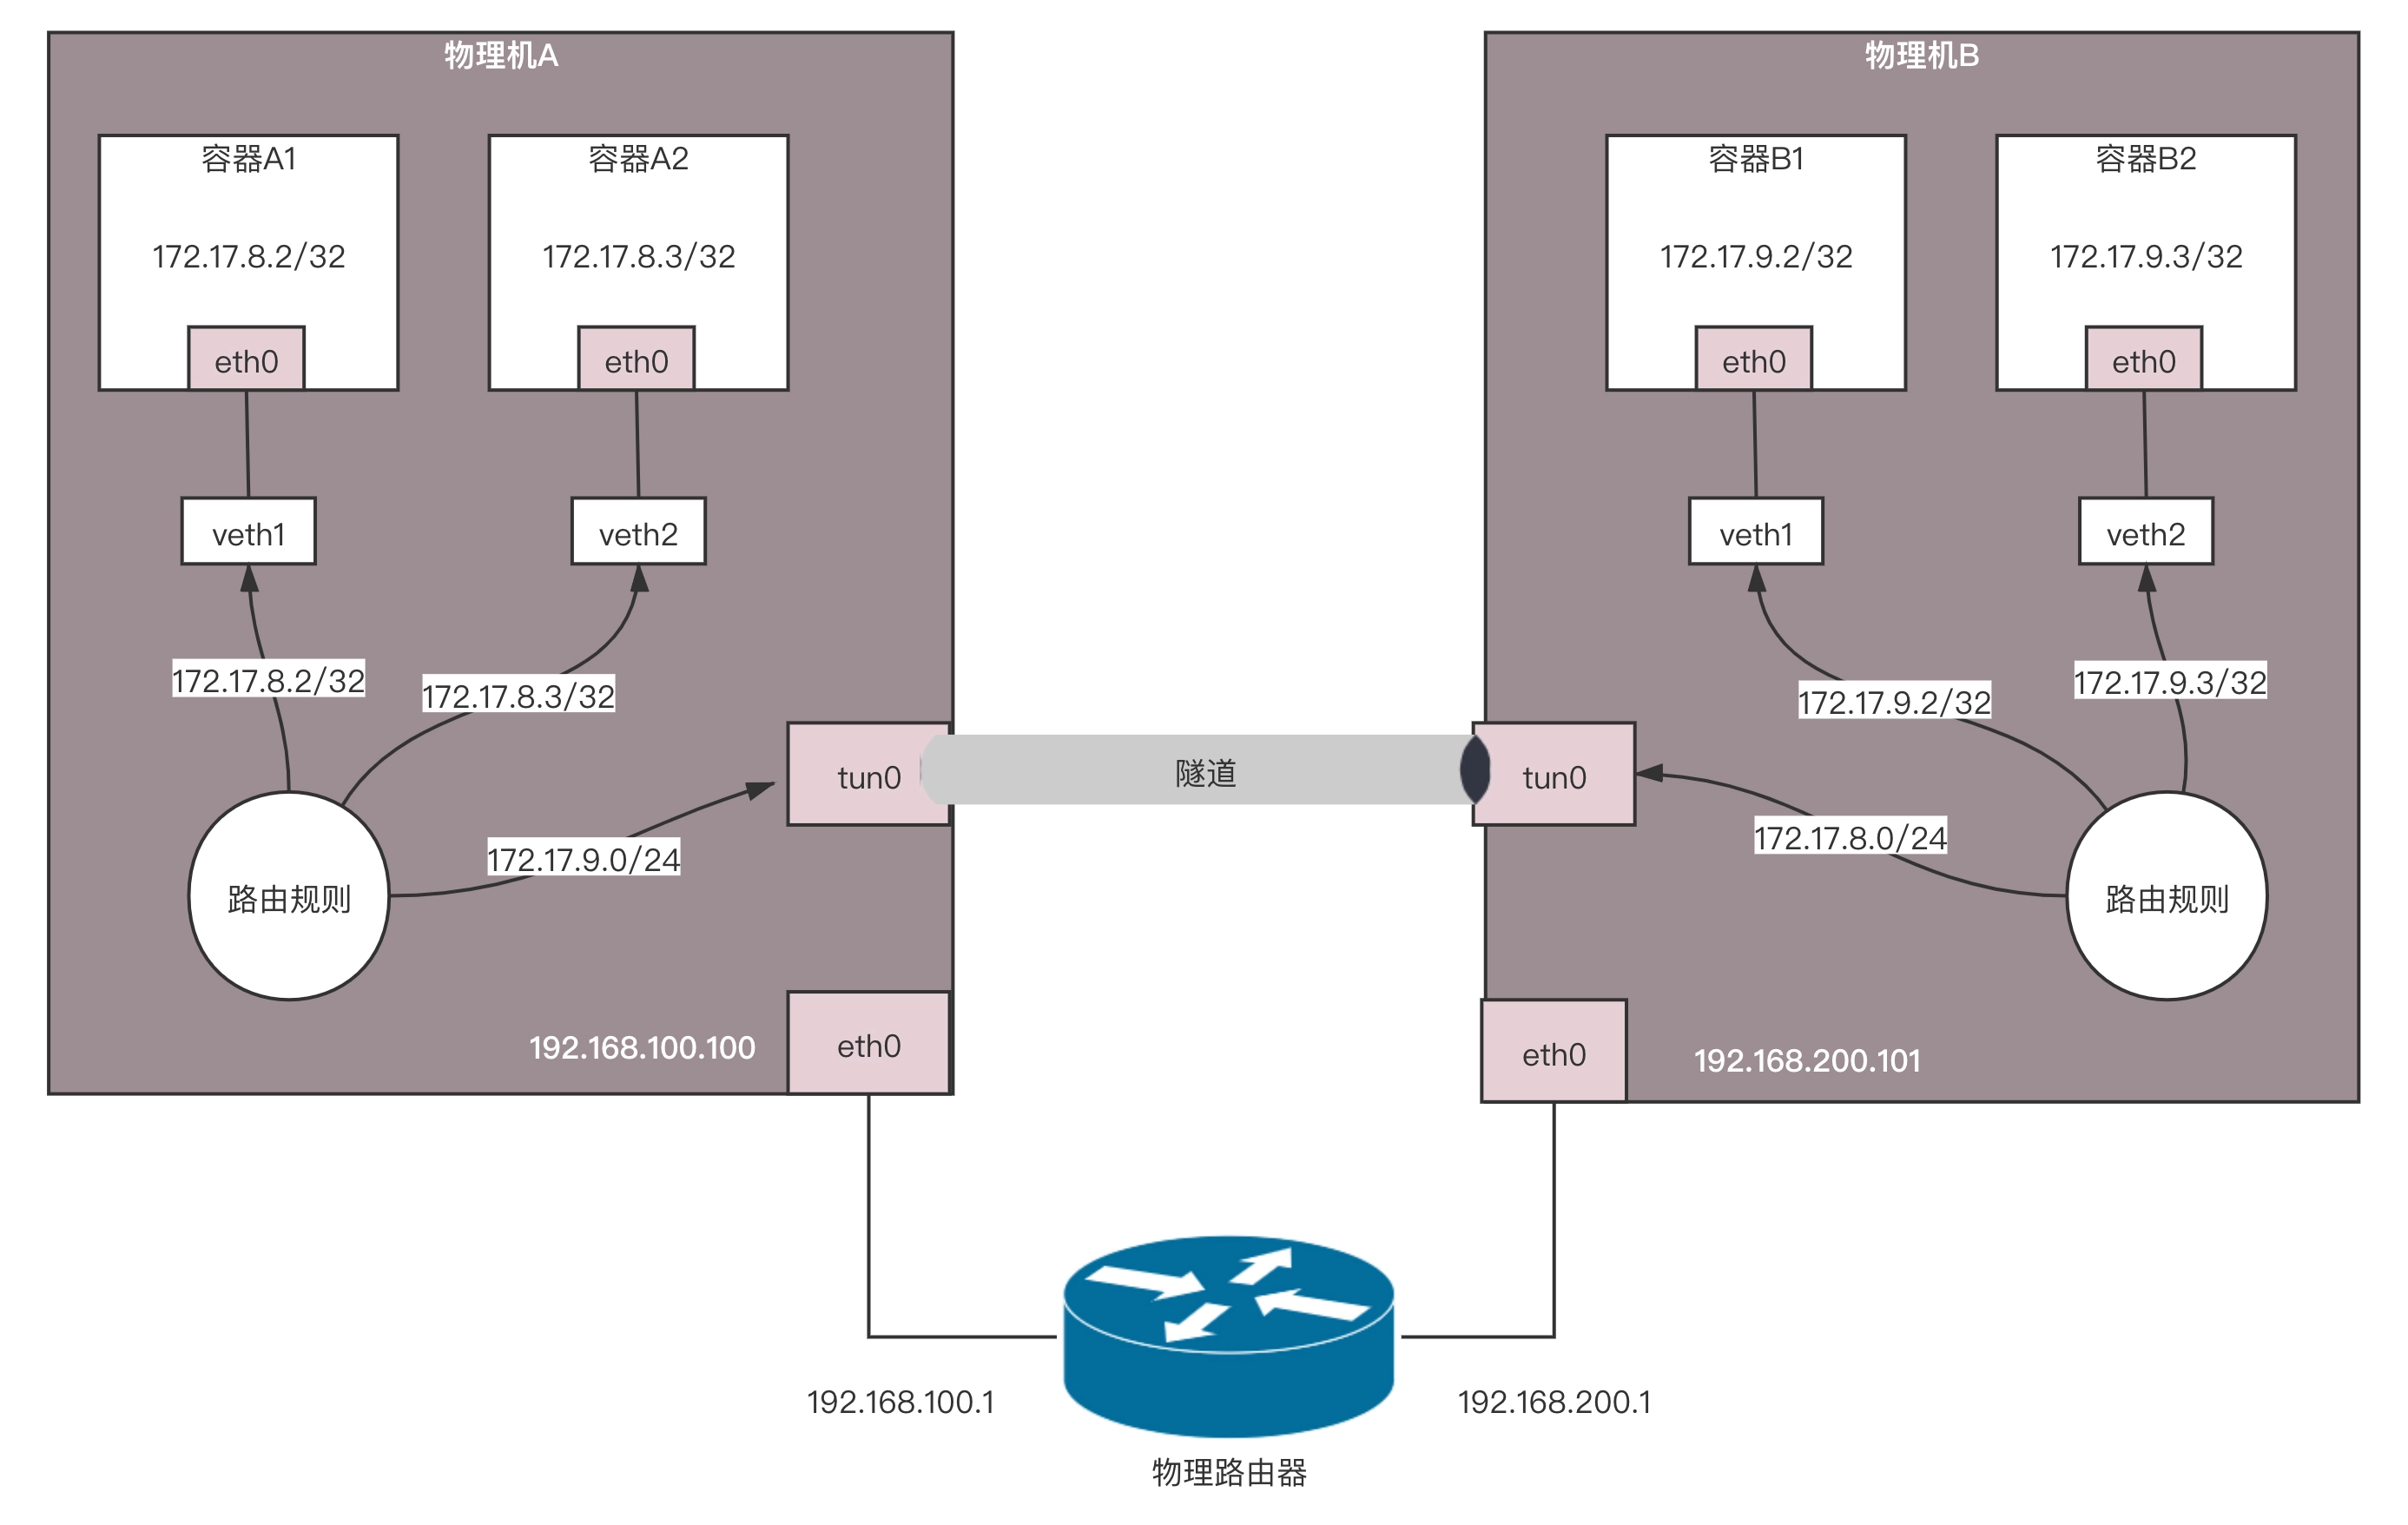 物理机A
容器A1
172.17.8.2/32
eth0
veth1
容器A2
172.17.8.3/32
eth0
veth2
172.17.8.2/32
172.17.8.3/32
172.17.9.0/24
路由规则
tun0
192.168.100.100
eth0
隧道
物理机B
容器B1
172.17.9.2/32
eth0
veth1
容器B2
172.17.9.3/32
eth0
veth2
172.17.9.2/32
172.17.9.3/32
172.17.8.0/24
tun0
路由规则
eth0
192.168.200.101
192.168.100.1
192.168.200.1
物理路由器